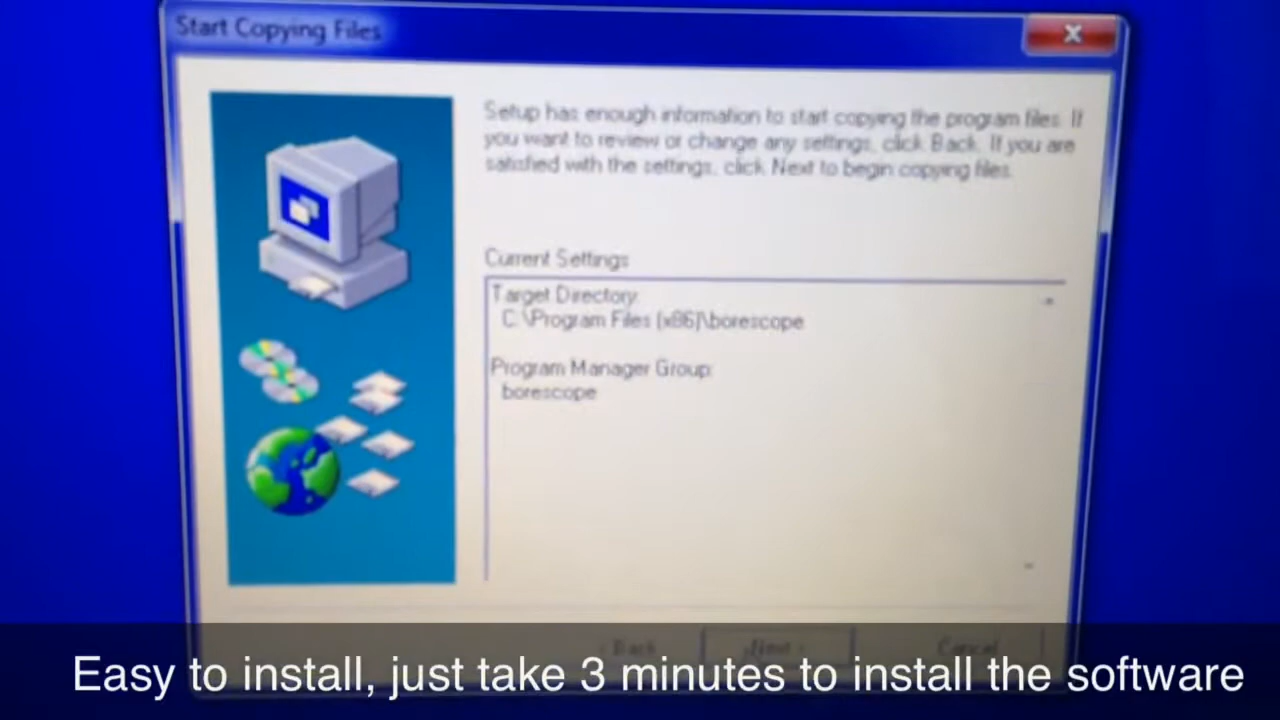 Start Copying Files
Setup has enough information to start copying the program files. If
you want to review or change any settings, click Back. If you are
satisfied with the settings, click Next to begin copying files.
Current Settings
Target Directory:
C:\Program Files (x86)\borescope
Program Manager Group:
borescope
< Back
Next >
Cancel
Easy to install, just take 3 minutes to install the software